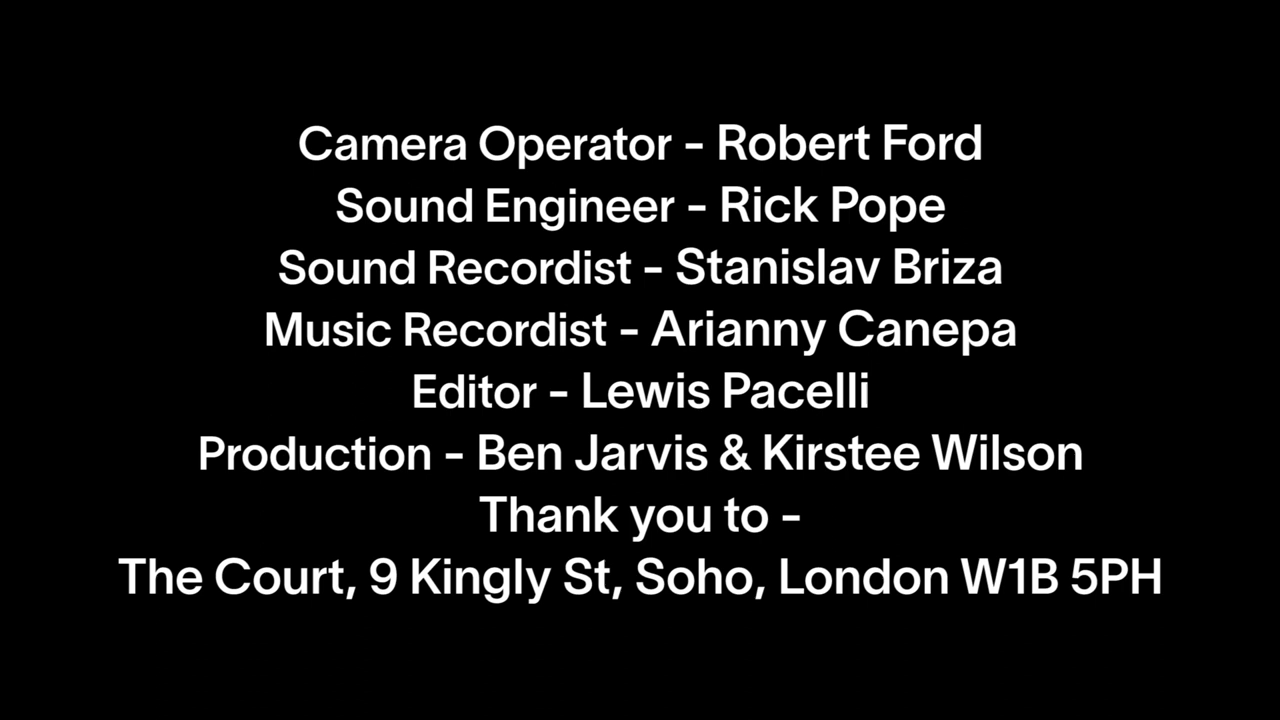 Camera Operator - Robert Ford
Sound Engineer - Rick Pope
Sound Recordist - Stanislav Briza
Music Recordist - Arianny Canepa
Editor - Lewis Pacelli
Production - Ben Jarvis & Kirstee Wilson
Thank you to -
The Court, 9 Kingly St, Soho, London W1B 5PH